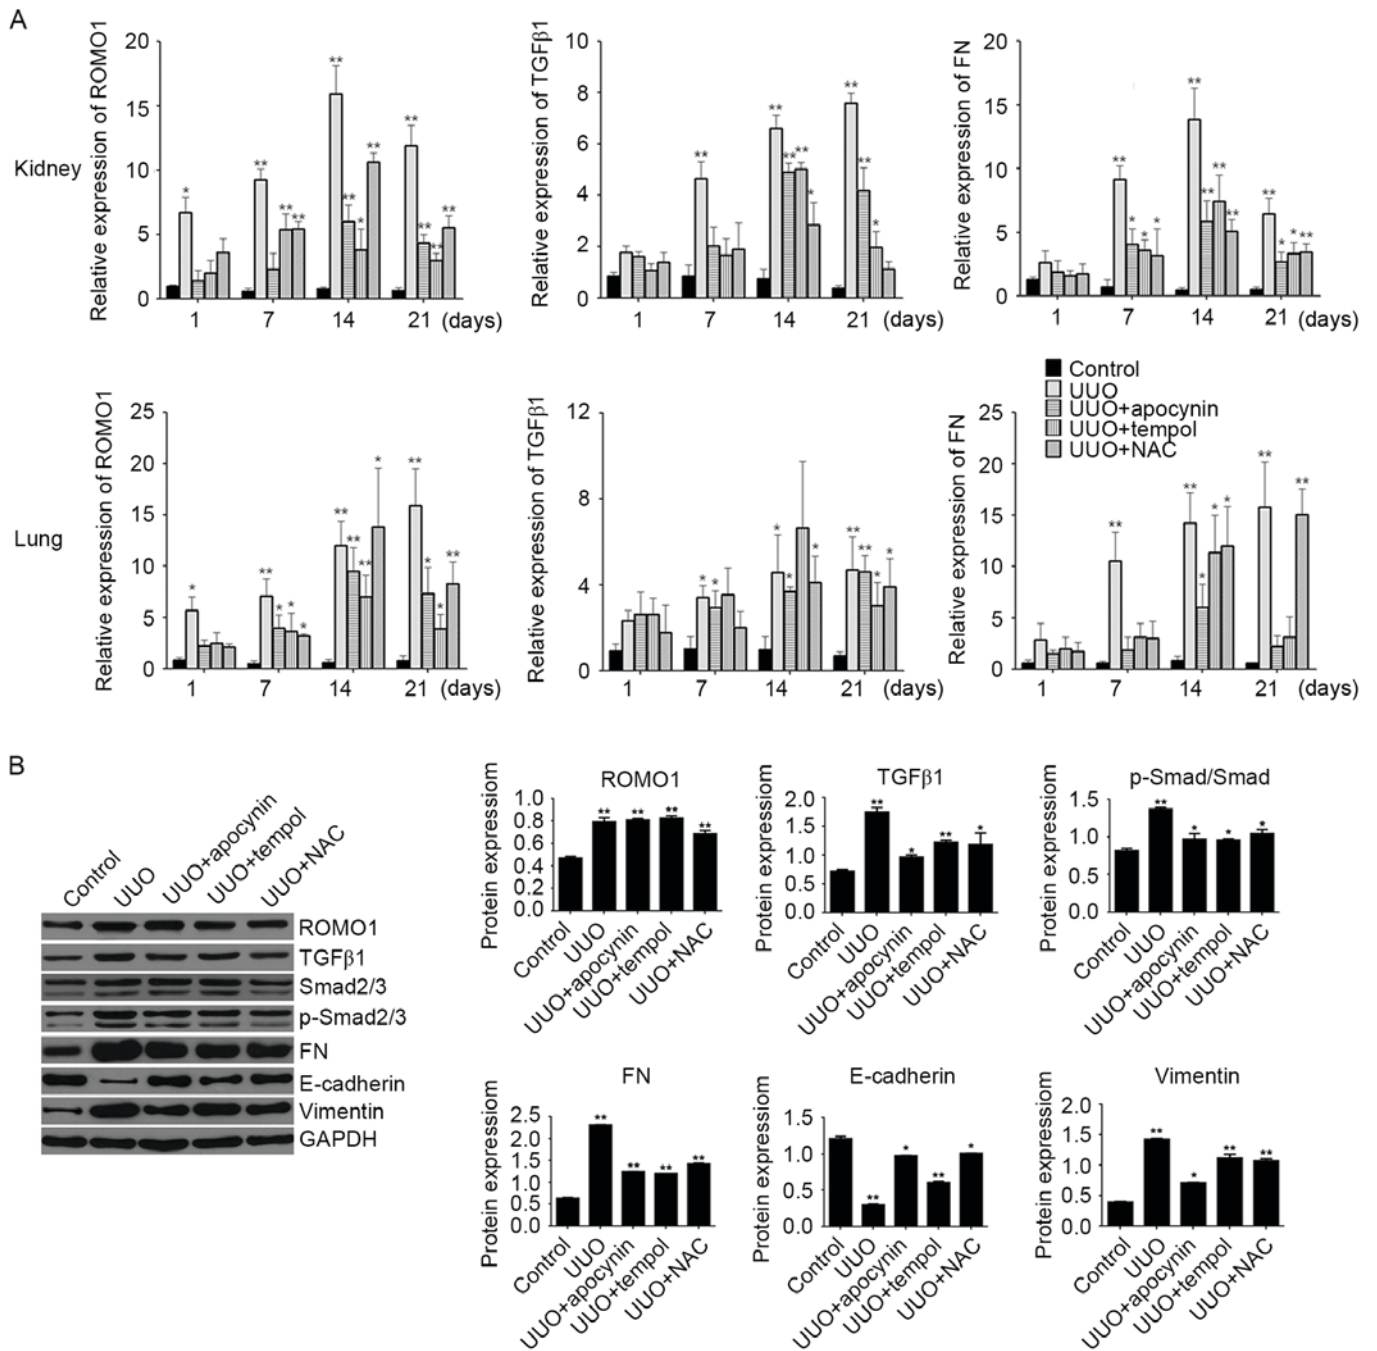 A
Relative expression of ROMO1
20
15
10
5
0
* ** ** ** ** ** ** * ** ** ** ** **
1 7 14 21 (days)
Relative expression of TGFβ1
10
8
6
4
2
0
** ** ** ** * ** ** *
1 7 14 21 (days)
Relative expression of FN
20
15
10
5
0
** * * * ** ** ** ** ** * * **
1 7 14 21 (days)
Kidney
Control
UUO
UUO+apocynin
UUO+tempol
UUO+NAC
Relative expression of ROMO1
25
20
15
10
5
0
* ** * * * ** ** ** * ** * * **
1 7 14 21 (days)
Relative expression of TGFβ1
12
8
4
0
* * * * * ** ** * *
1 7 14 21 (days)
Relative expression of FN
25
20
15
10
5
0
** ** * * * ** **
1 7 14 21 (days)
Lung
B
Control
UUO
UUO+apocynin
UUO+tempol
UUO+NAC
ROMO1
TGFβ1
Smad2/3
p-Smad2/3
FN
E-cadherin
Vimentin
GAPDH
ROMO1
Protein expressiom
1.0
0.8
0.6
0.4
0.2
0.0
** ** ** **
Control
UUO
UUO+apocynin
UUO+tempol
UUO+NAC
TGFβ1
Protein expressiom
2.0
1.5
1.0
0.5
0.0
** * ** *
Control
UUO
UUO+apocynin
UUO+tempol
UUO+NAC
p-Smad/Smad
Protein expressiom
1.5
1.0
0.5
0.0
** * * *
Control
UUO
UUO+apocynin
UUO+tempol
UUO+NAC
FN
Protein expressiom
2.5
2.0
1.5
1.0
0.5
0.0
** ** ** **
Control
UUO
UUO+apocynin
UUO+tempol
UUO+NAC
E-cadherin
Protein expressiom
1.5
1.0
0.5
0.0
** * ** *
Control
UUO
UUO+apocynin
UUO+tempol
UUO+NAC
Vimentin
Protein expressiom
2.0
1.5
1.0
0.5
0.0
** * ** **
Control
UUO
UUO+apocynin
UUO+tempol
UUO+NAC